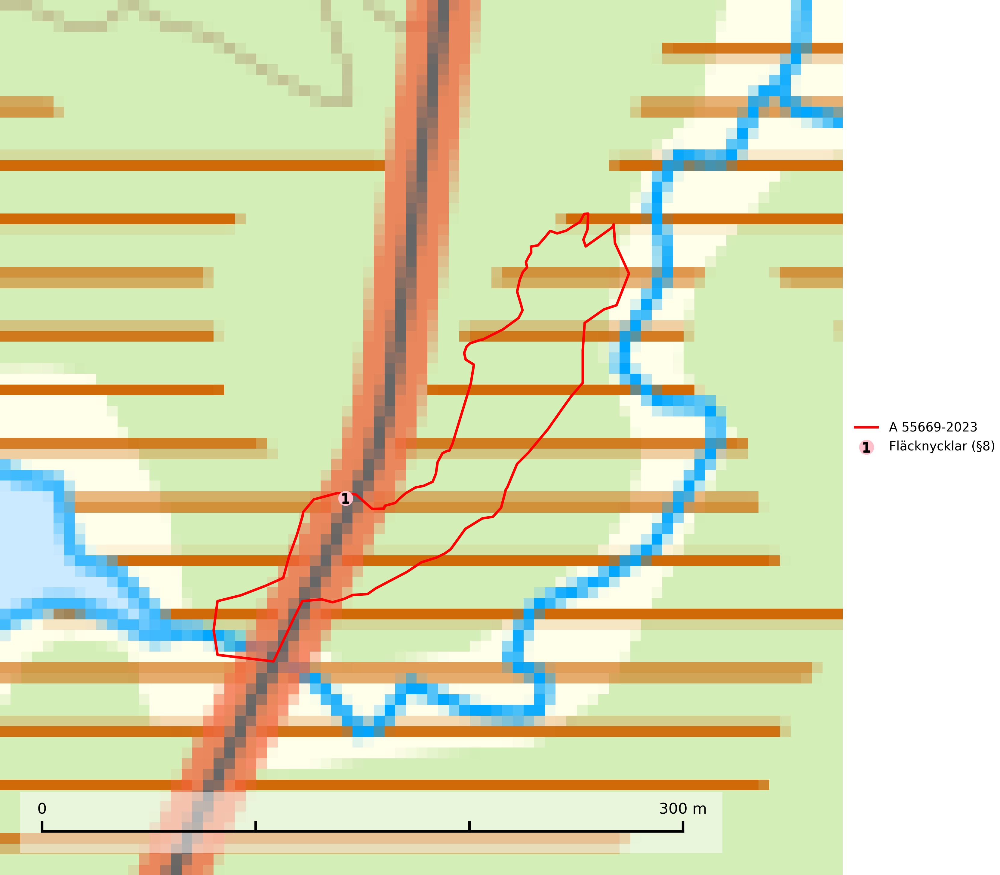 A 55669-2023
1 Fläcknycklar (§8)
1
0 300 m